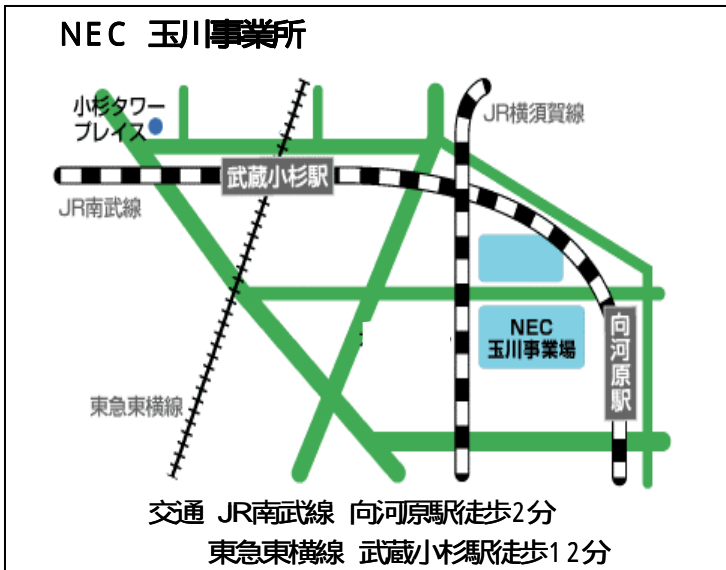 NEC 玉川事業所
小杉タワー
プレイス
JR横須賀線
武蔵小杉駅
JR南武線
NEC
玉川事業場
向河原駅
東急東横線
交通 JR南武線 向河原駅徒歩2分
東急東横線 武蔵小杉駅徒歩12分